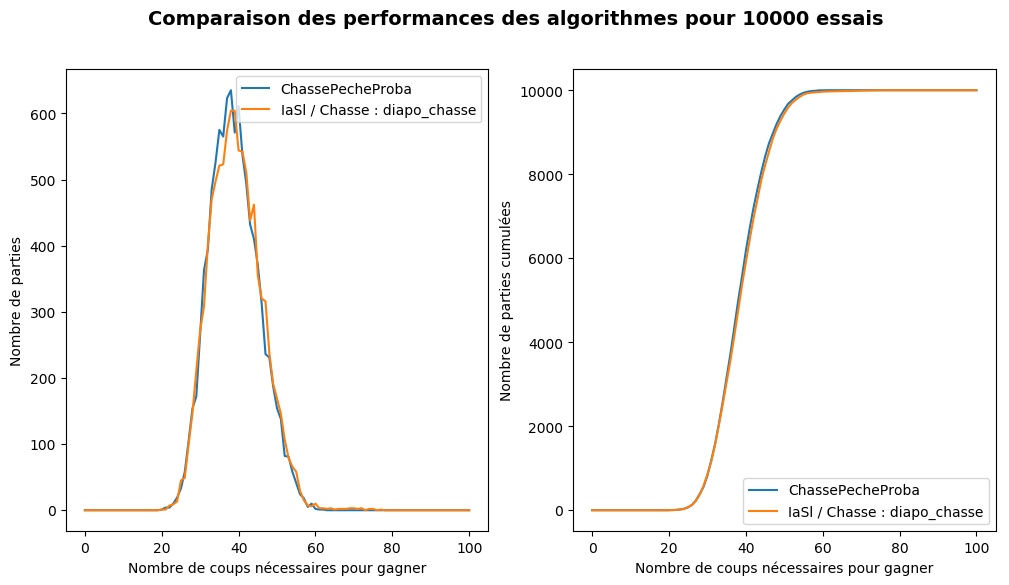 Comparaison des performances des algorithmes pour 10000 essais
ChassePecheProba
IaSl / Chasse : diapo_chasse
Nombre de parties
600
500
400
300
200
100
0
0 20 40 60 80 100
Nombre de coups nécessaires pour gagner
Nombre de parties cumulées
10000
8000
6000
4000
2000
0
ChassePecheProba
IaSl / Chasse : diapo_chasse
0 20 40 60 80 100
Nombre de coups nécessaires pour gagner